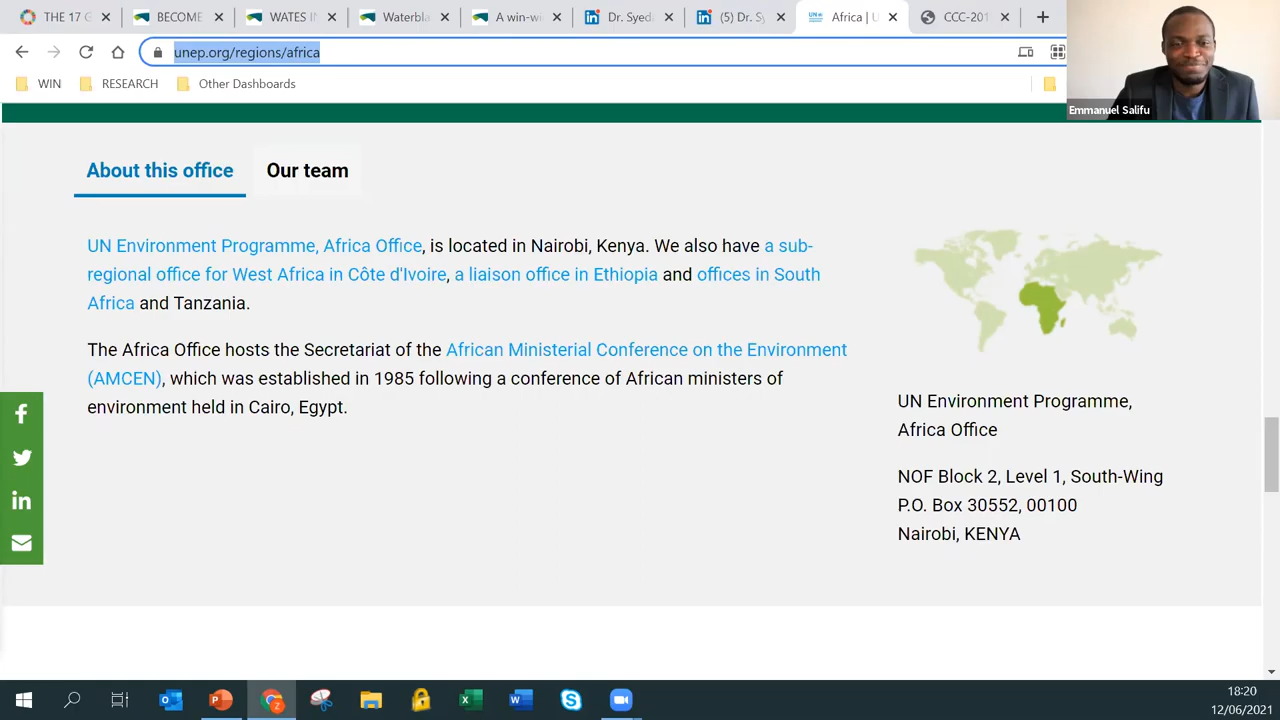 THE 17 G
BECOME
WATES IN
Waterbla
A win-wi
Dr. Syed
(5) Dr. S
Africa | U
CCC-201
unep.org/regions/africa
WIN
RESEARCH
Other Dashboards
Emmanuel Salifu
About this office
Our team
UN Environment Programme, Africa Office, is located in Nairobi, Kenya. We also have a sub-
regional office for West Africa in Côte d'Ivoire, a liaison office in Ethiopia and offices in South
Africa and Tanzania.
The Africa Office hosts the Secretariat of the African Ministerial Conference on the Environment
(AMCEN), which was established in 1985 following a conference of African ministers of
environment held in Cairo, Egypt.
UN Environment Programme,
Africa Office
NOF Block 2, Level 1, South-Wing
P.O. Box 30552, 00100
Nairobi, KENYA
18:20
12/06/2021